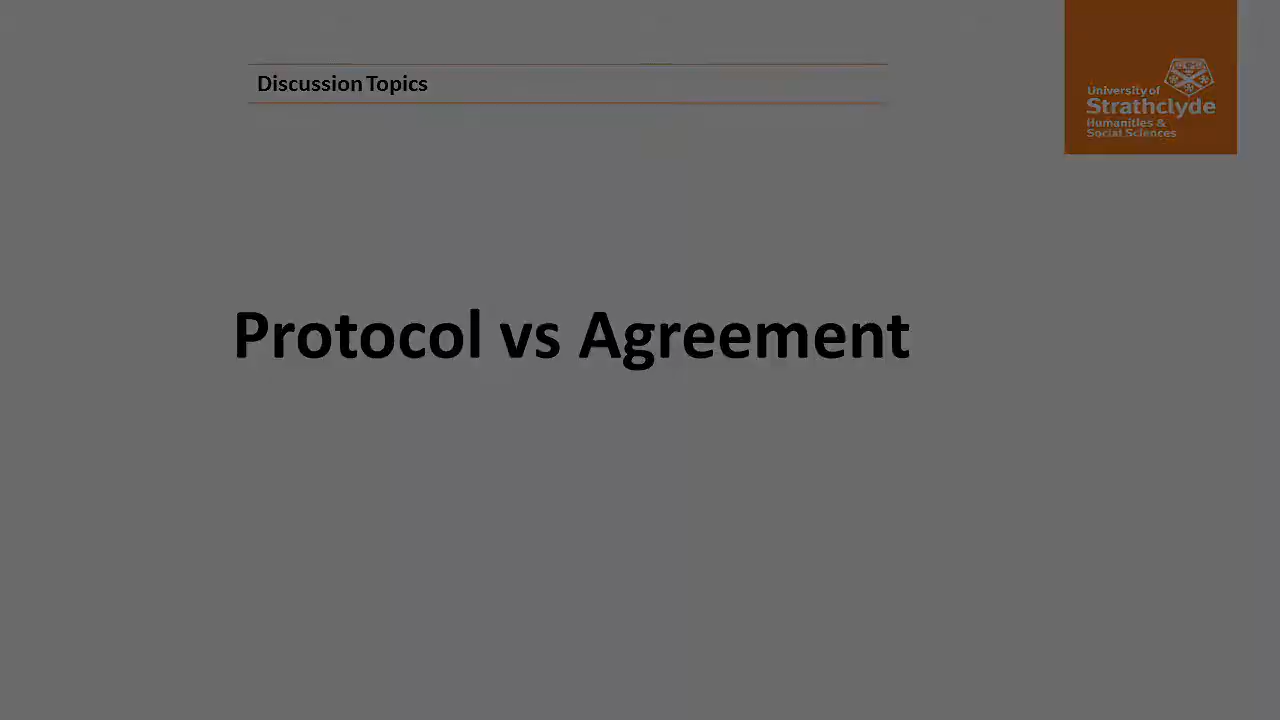 Discussion Topics
University of
Strathclyde
Humanities &
Social Sciences
Protocol vs Agreement